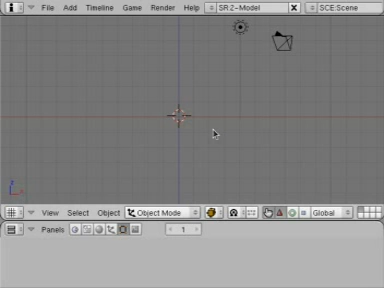 File Add Timeline Game Render Help SR:2-Model SCE:Scene
z
x
View Select Object Object Mode Global
Panels 1